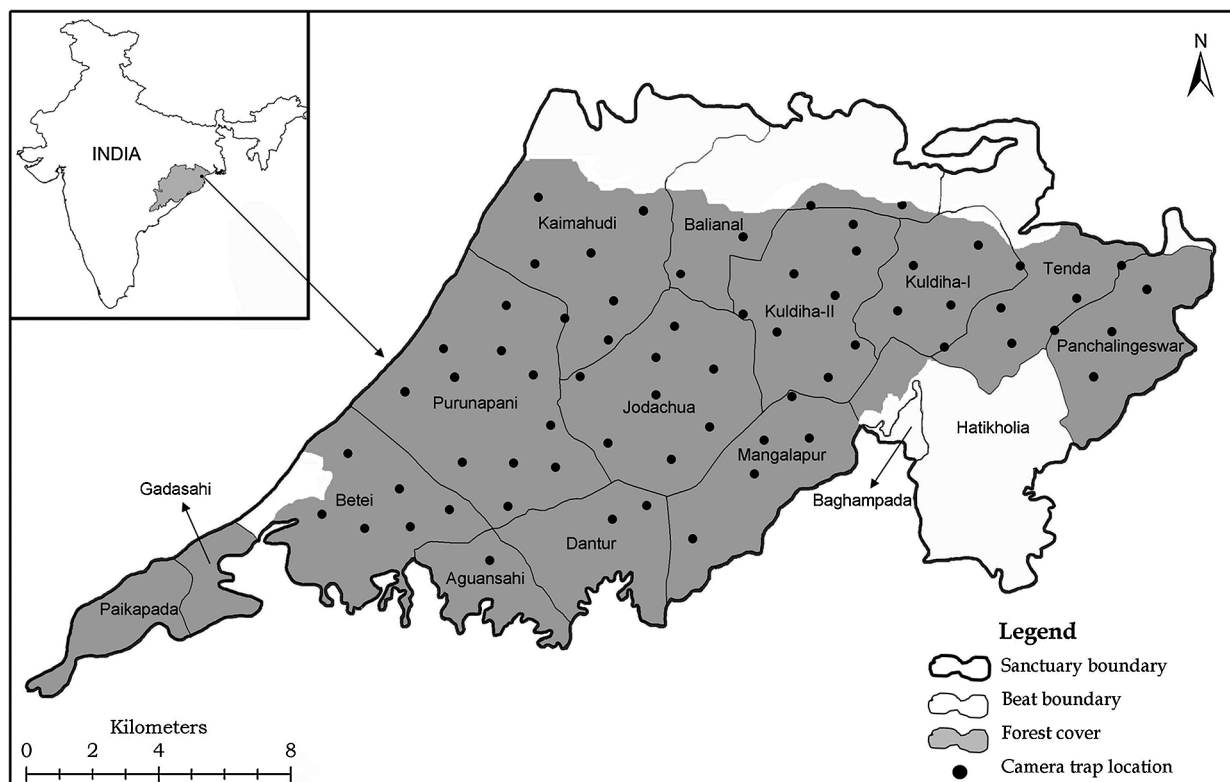 INDIA
N
Kaimahudi
Balianal
Kuldiha-I
Tenda
Kuldiha-II
Panchalingeswar
Purunapani
Jodachua
Hatikholia
Mangalapur
Gadasahi
Betei
Baghampada
Dantur
Aguansahi
Paikapada
Legend
Sanctuary boundary
Beat boundary
Forest cover
Camera trap location
Kilometers
0 2 4 6 8